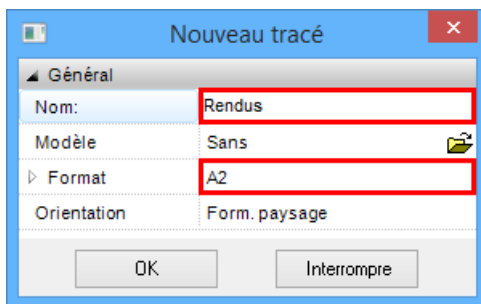 Nouveau tracé
Général
Nom: Rendus
Modèle Sans
Format A2
Orientation Form. paysage
OK Interrompre